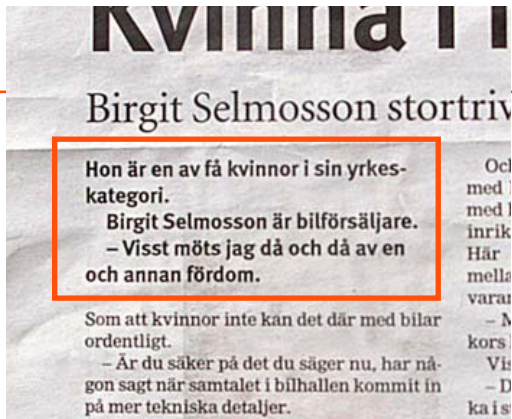 Kvinna i
Birgit Selmosson stortriv
Hon är en av få kvinnor i sin yrkes-
kategori.
Birgit Selmosson är bilförsäljare.
– Visst möts jag då och då av en
och annan fördom.
Som att kvinnor inte kan det där med bilar
ordentligt.
– Är du säker på det du säger nu, har nå-
gon sagt när samtalet i bilhallen kommit in
på mer tekniska detaljer.
Och
med
med
inrik
Här
mella
varan
– M
kors
Vis
– D
ka i s